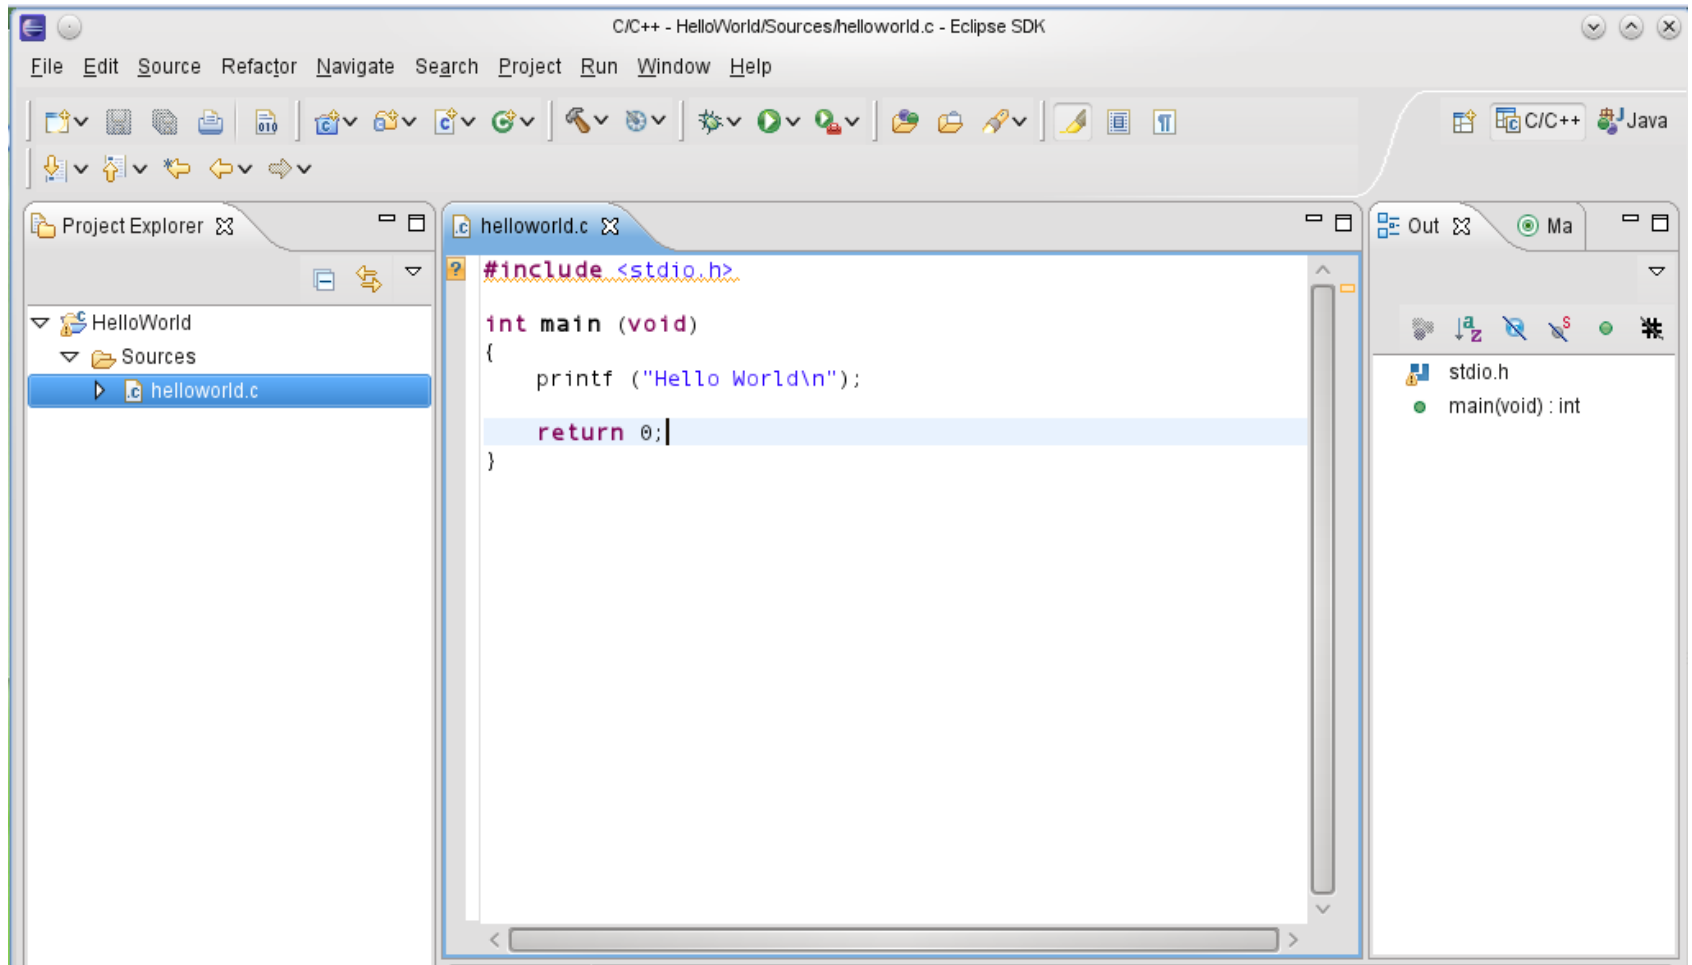 C/C++ - HelloWorld/Sources/helloworld.c - Eclipse SDK
File Edit Source Refactor Navigate Search Project Run Window Help
C/C++ Java
Project Explorer
HelloWorld
Sources
helloworld.c
helloworld.c
#include <stdio.h>
int main (void)
{
printf ("Hello World\n");
return 0;
}
Out Ma
stdio.h
main(void) : int